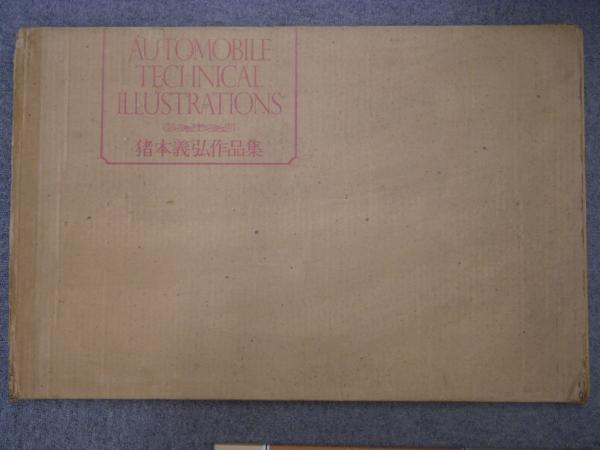 AUTOMOBILE
TECHNICAL
ILLUSTRATIONS
猪本義弘作品集